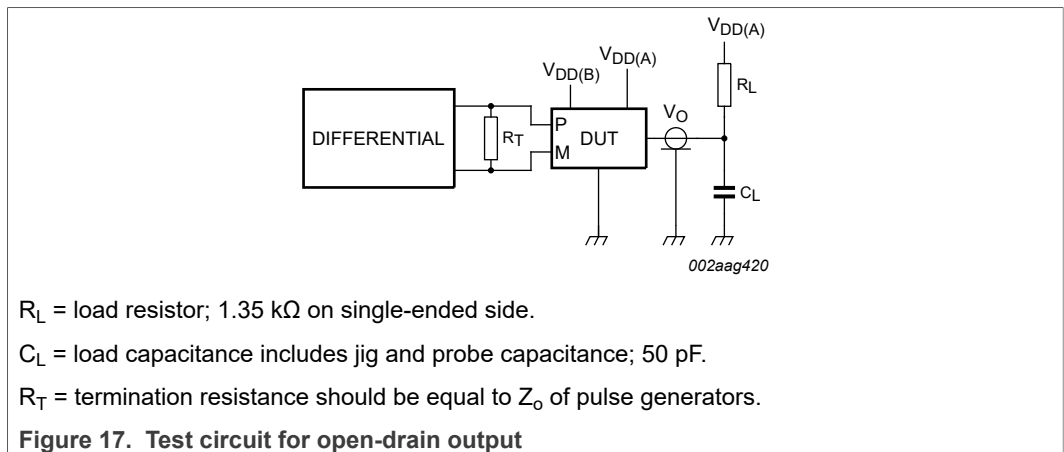 V_DD(A)
V_DD(A)
V_DD(B)
R_L
V_O
DIFFERENTIAL
R_T
P
DUT
M
C_L
002aag420
R_L = load resistor; 1.35 kΩ on single-ended side.
C_L = load capacitance includes jig and probe capacitance; 50 pF.
R_T = termination resistance should be equal to Z_o of pulse generators.
Figure 17. Test circuit for open-drain output